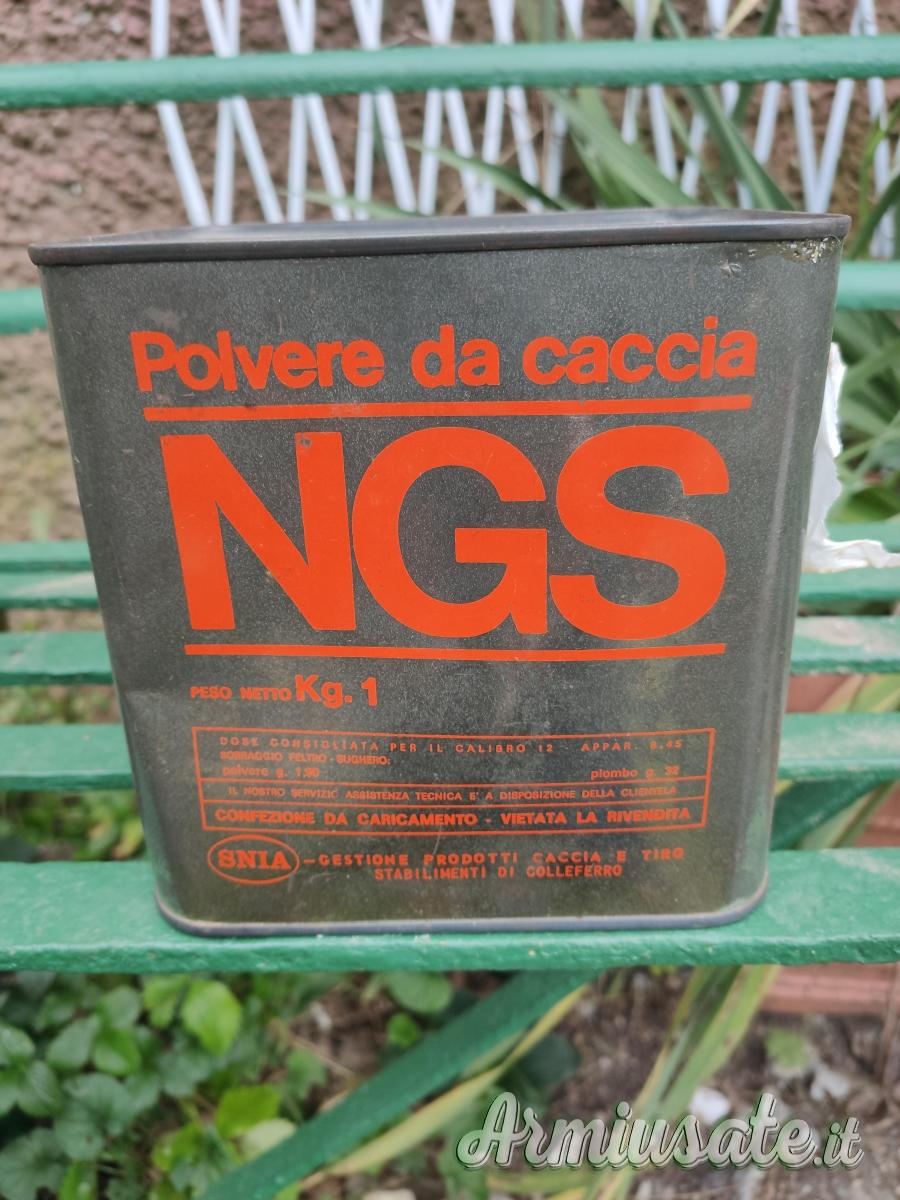 Polvere da caccia
NGS
PESO NETTO Kg. 1
DOSE CONSIGLIATA PER IL CALIBRO 12 APPAR. 8.45
BORRAGGIO FELTRO - SUGHERO:
polvere g. 1,90 piombo g. 32
IL NOSTRO SERVIZIO ASSISTENZA TECNICA E' A DISPOSIZIONE DELLA CLIENTELA
CONFEZIONE DA CARICAMENTO - VIETATA LA RIVENDITA
SNIA - GESTIONE PRODOTTI CACCIA E TIRO
STABILIMENTI DI COLLEFERRO
Armiusate.it